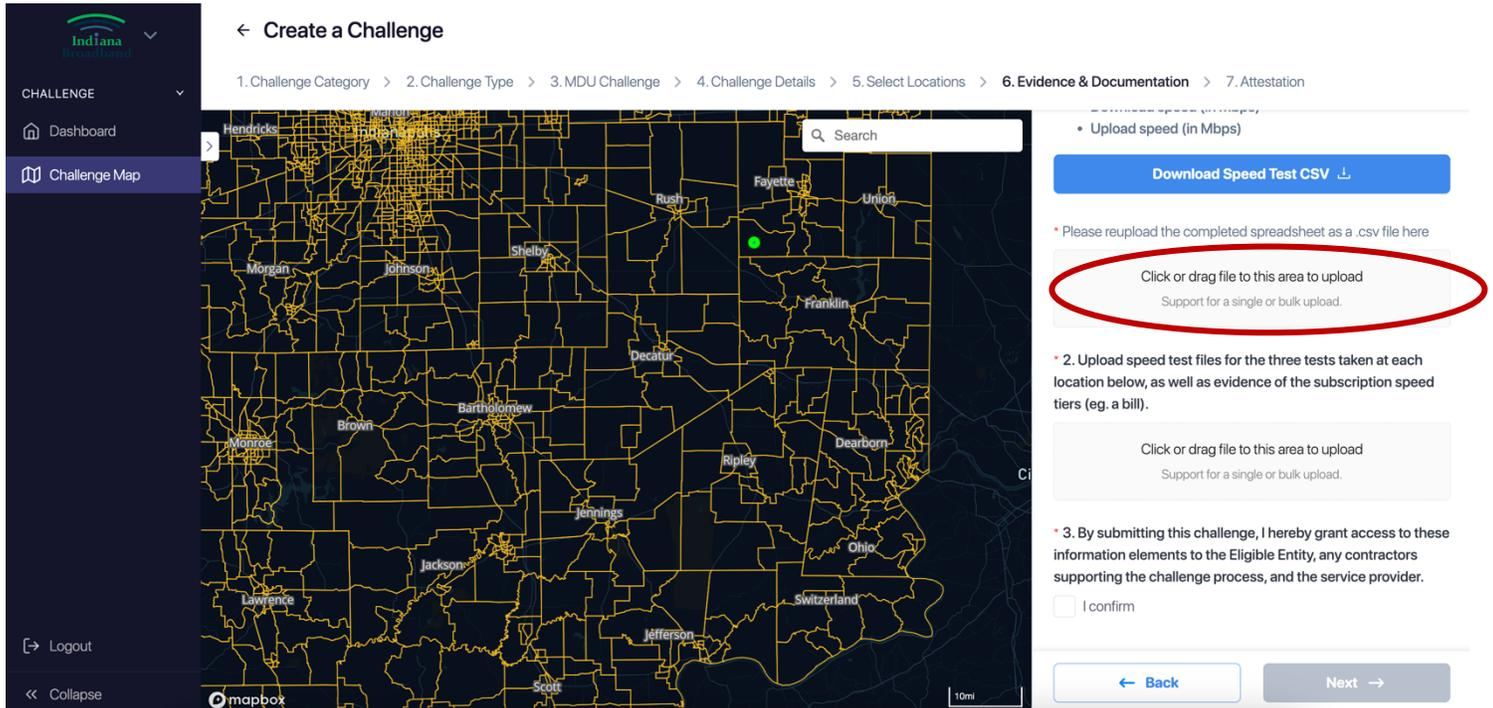 Indiana
Broadband
CHALLENGE
Dashboard
Challenge Map
Logout
Collapse
← Create a Challenge
1. Challenge Category > 2. Challenge Type > 3. MDU Challenge > 4. Challenge Details > 5. Select Locations > 6. Evidence & Documentation > 7. Attestation
Search
Marion
Hendricks
Indianapolis
Fayette
Rush
Union
Shelby
Morgan
Johnson
Franklin
Decatur
Bartholomew
Brown
Monroe
Dearborn
Ripley
Ci
Jennings
Ohio
Jackson
Lawrence
Switzerland
Jefferson
Scott
mapbox
10mi
• Download speed (in Mbps)
• Upload speed (in Mbps)
Download Speed Test CSV
* Please reupload the completed spreadsheet as a .csv file here
Click or drag file to this area to upload
Support for a single or bulk upload.
* 2. Upload speed test files for the three tests taken at each
location below, as well as evidence of the subscription speed
tiers (eg. a bill).
Click or drag file to this area to upload
Support for a single or bulk upload.
* 3. By submitting this challenge, I hereby grant access to these
information elements to the Eligible Entity, any contractors
supporting the challenge process, and the service provider.
I confirm
← Back
Next →